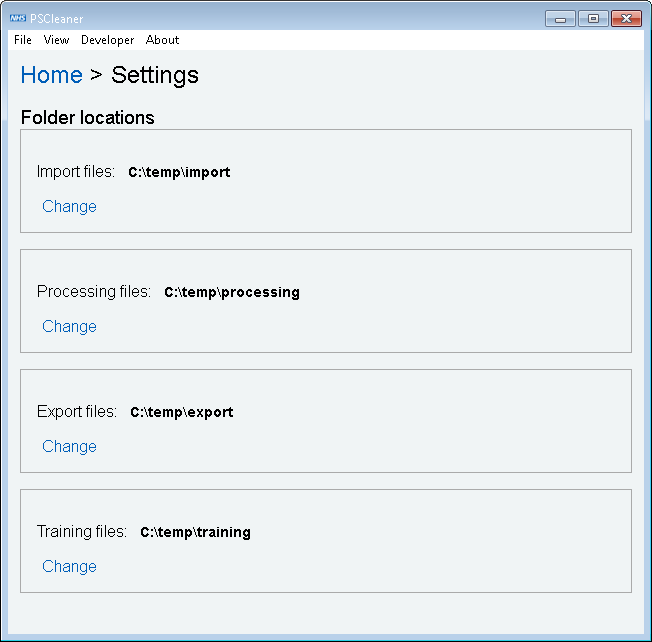 NHS PSCleaner
File View Developer About
Home > Settings
Folder locations
Import files: C:\temp\import
Change
Processing files: C:\temp\processing
Change
Export files: C:\temp\export
Change
Training files: C:\temp\training
Change